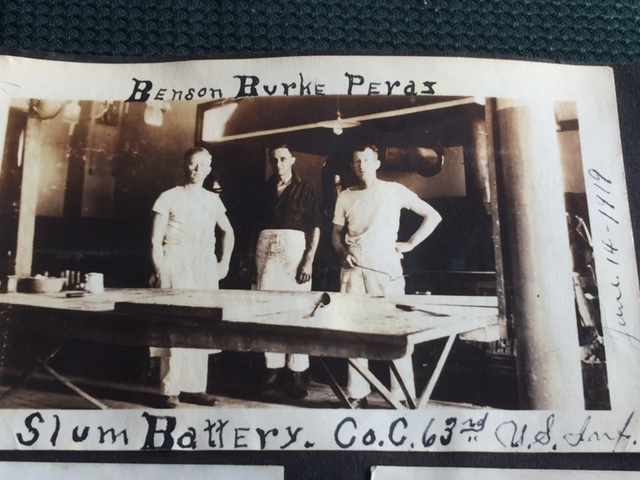 Benson Burke Peras
June 14-1919
Slum Battery. Co. C. 63rd U.S. Inf.